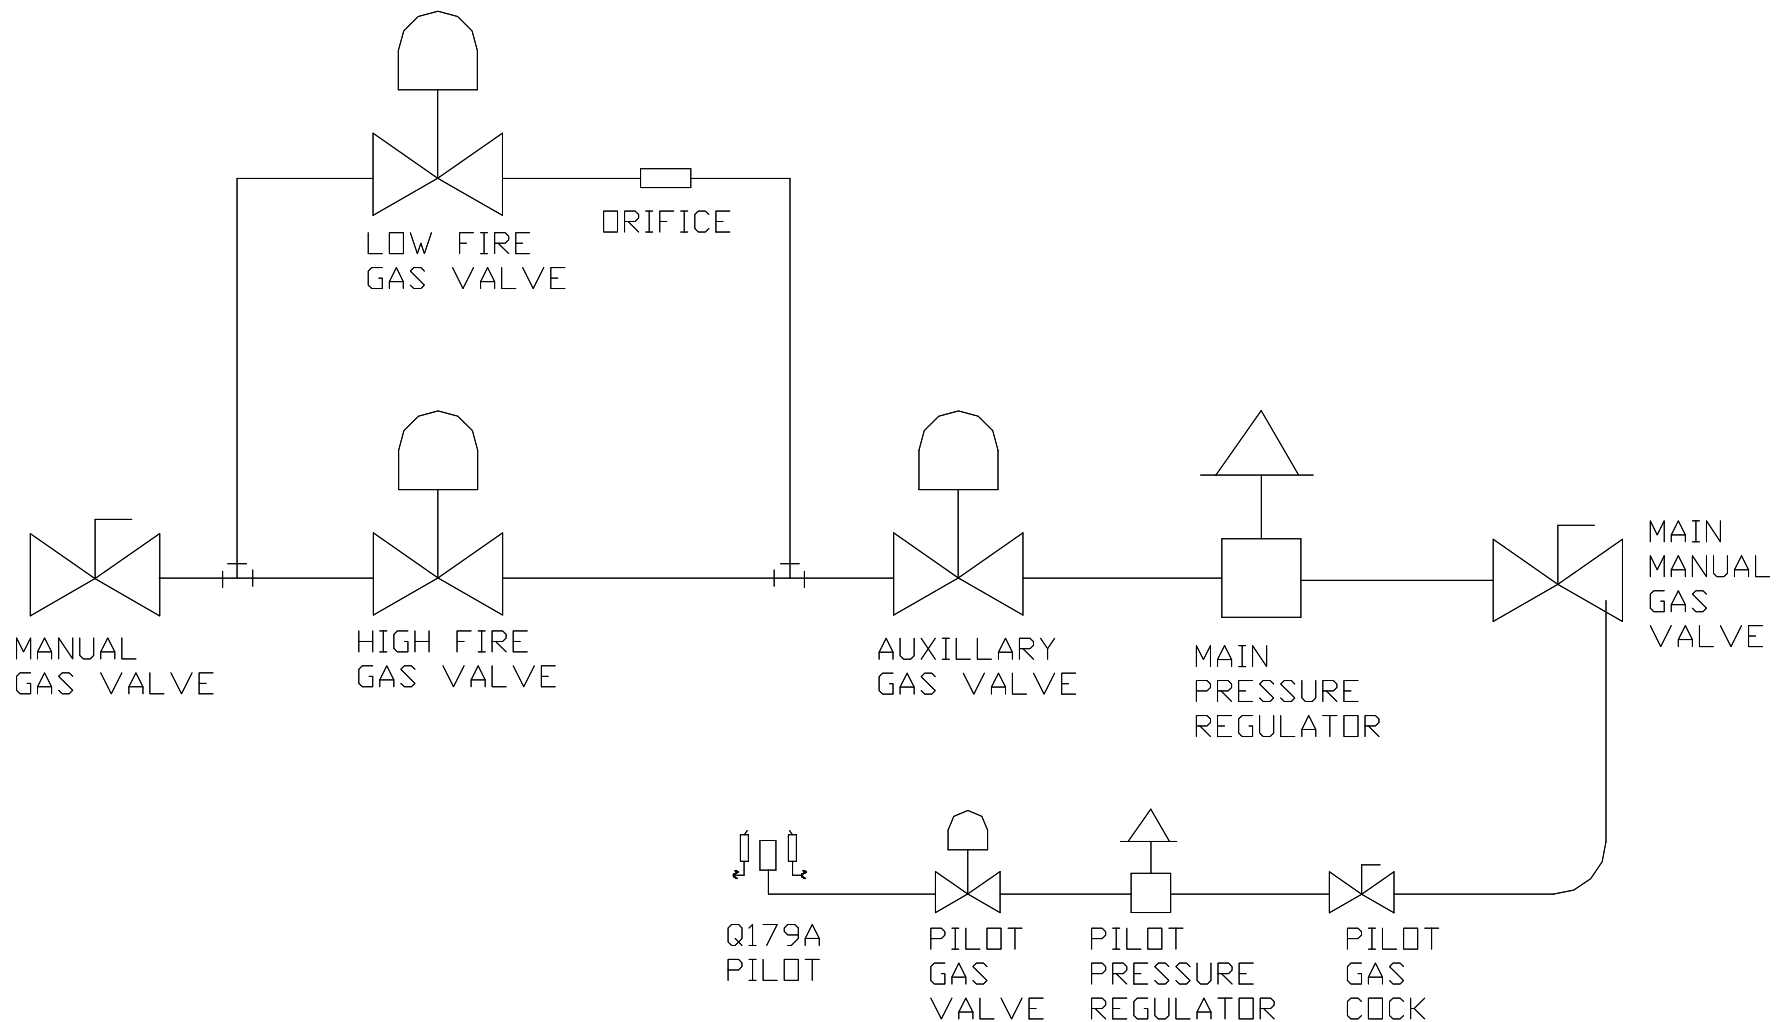 ORIFICE
LOW FIRE
GAS VALVE
MAIN
MANUAL
GAS
VALVE
MANUAL
GAS VALVE
HIGH FIRE
GAS VALVE
AUXILLARY
GAS VALVE
MAIN
PRESSURE
REGULATOR
Q179A
PILOT
PILOT
GAS
VALVE
PILOT
PRESSURE
REGULATOR
PILOT
GAS
COCK